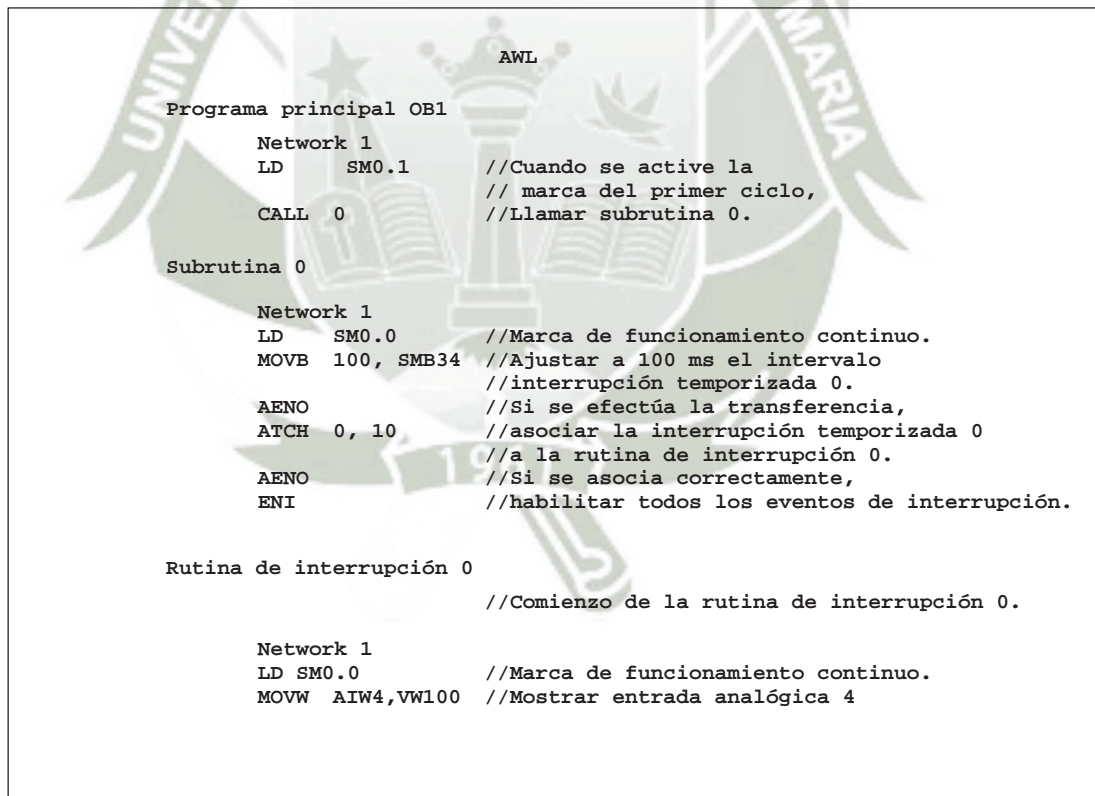 AWL
Programa principal OB1
Network 1
LD SM0.1 //Cuando se active la
// marca del primer ciclo,
CALL 0 //Llamar subrutina 0.
Subrutina 0
Network 1
LD SM0.0 //Marca de funcionamiento continuo.
MOVB 100, SMB34 //Ajustar a 100 ms el intervalo
//interrupción temporizada 0.
AENO //Si se efectúa la transferencia,
ATCH 0, 10 //asociar la interrupción temporizada 0
//a la rutina de interrupción 0.
AENO //Si se asocia correctamente,
ENI //habilitar todos los eventos de interrupción.
Rutina de interrupción 0
//Comienzo de la rutina de interrupción 0.
Network 1
LD SM0.0 //Marca de funcionamiento continuo.
MOVW AIW4,VW100 //Mostrar entrada analógica 4
MARIA